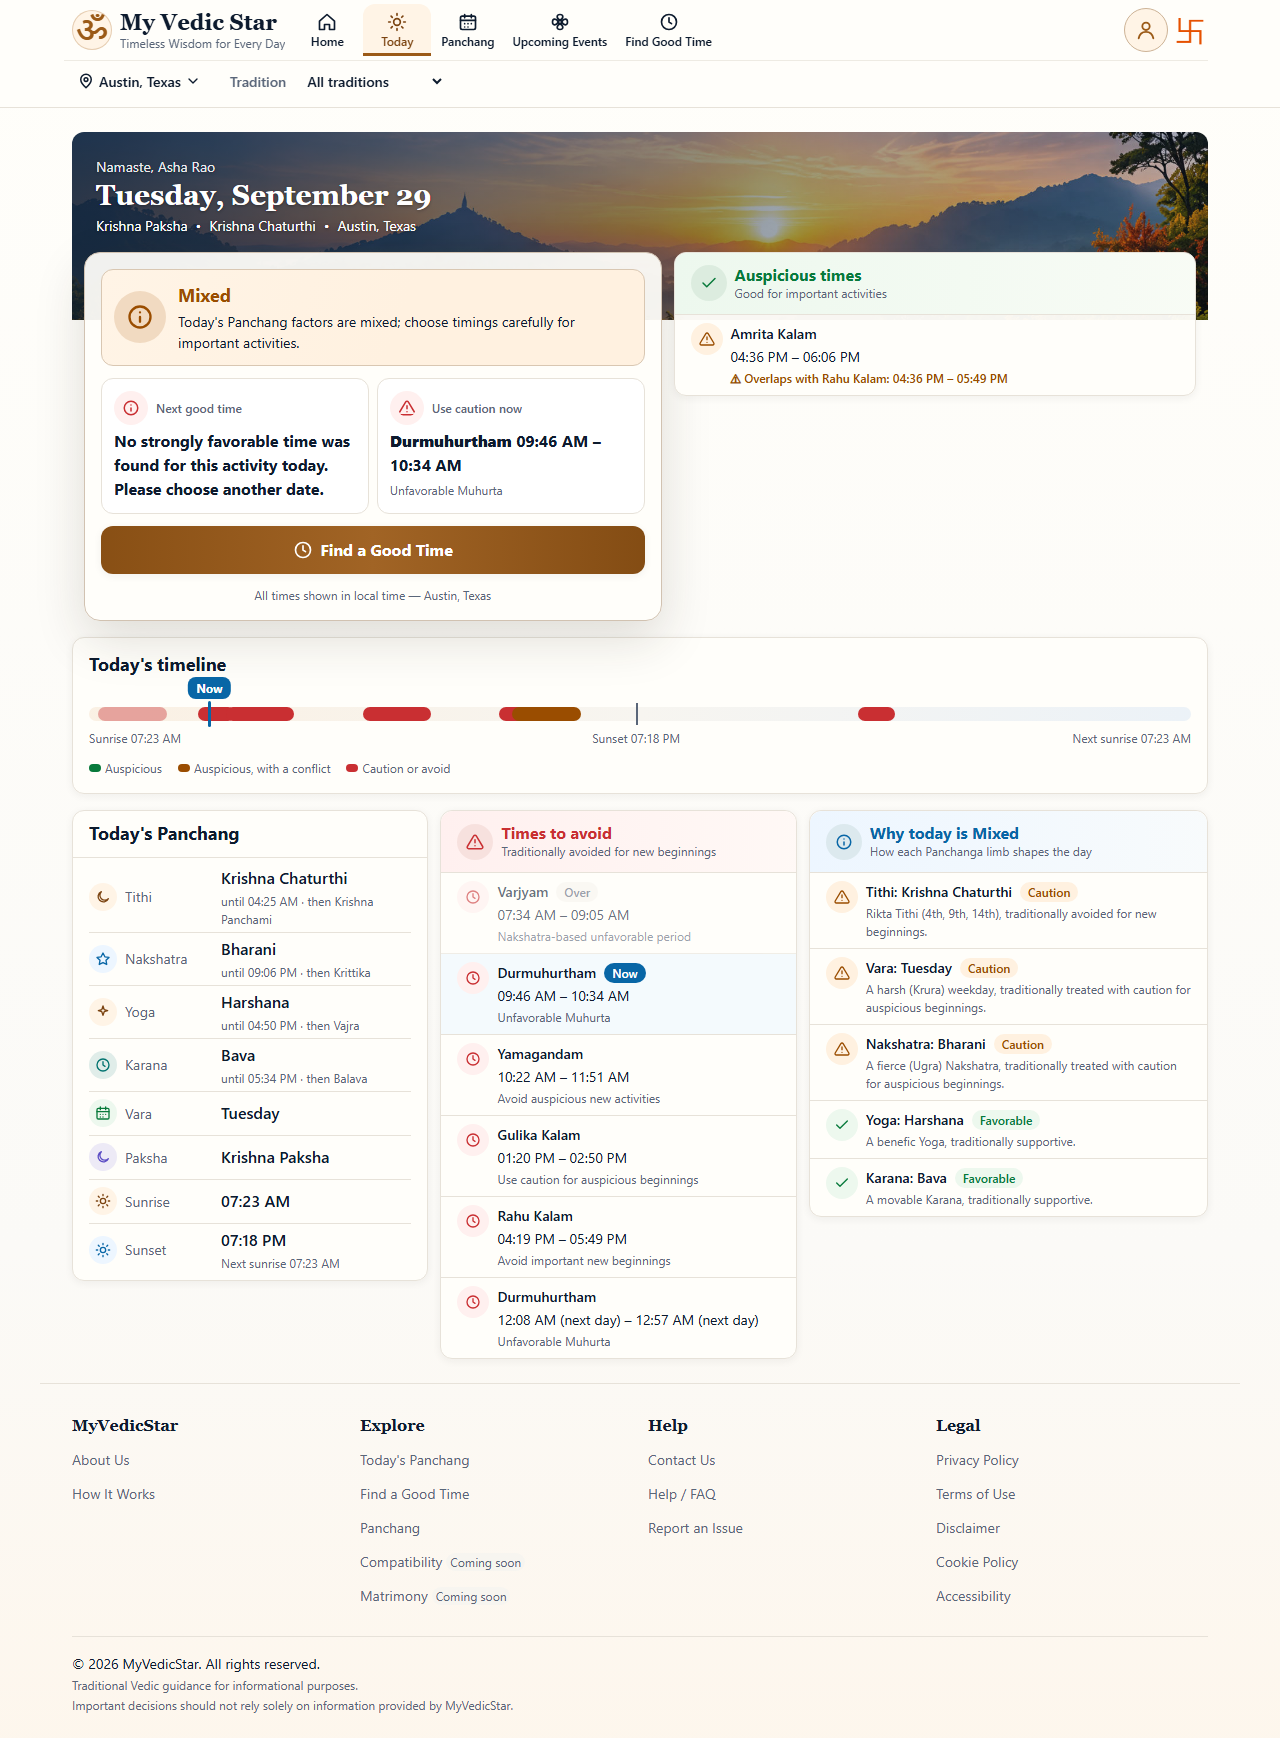 ॐ
My Vedic Star
Timeless Wisdom for Every Day
Home
Today
Panchang
Upcoming Events
Find Good Time
卐
Austin, Texas
Tradition
All traditions
Namaste, Asha Rao
Tuesday, September 29
Krishna Paksha • Krishna Chaturthi • Austin, Texas
Mixed
Today's Panchang factors are mixed; choose timings carefully for
important activities.
Next good time
No strongly favorable time was
found for this activity today.
Please choose another date.
Use caution now
Durmuhurtham 09:46 AM –
10:34 AM
Unfavorable Muhurta
Find a Good Time
All times shown in local time — Austin, Texas
Auspicious times
Good for important activities
Amrita Kalam
04:36 PM – 06:06 PM
⚠ Overlaps with Rahu Kalam: 04:36 PM – 05:49 PM
Today's timeline
Now
Sunrise 07:23 AM
Sunset 07:18 PM
Next sunrise 07:23 AM
Auspicious
Auspicious, with a conflict
Caution or avoid
Today's Panchang
Tithi
Krishna Chaturthi
until 04:25 AM · then Krishna
Panchami
Nakshatra
Bharani
until 09:06 PM · then Krittika
Yoga
Harshana
until 04:50 PM · then Vajra
Karana
Bava
until 05:34 PM · then Balava
Vara
Tuesday
Paksha
Krishna Paksha
Sunrise
07:23 AM
Sunset
07:18 PM
Next sunrise 07:23 AM
Times to avoid
Traditionally avoided for new beginnings
Varjyam Over
07:34 AM – 09:05 AM
Nakshatra-based unfavorable period
Durmuhurtham Now
09:46 AM – 10:34 AM
Unfavorable Muhurta
Yamagandam
10:22 AM – 11:51 AM
Avoid auspicious new activities
Gulika Kalam
01:20 PM – 02:50 PM
Use caution for auspicious beginnings
Rahu Kalam
04:19 PM – 05:49 PM
Avoid important new beginnings
Durmuhurtham
12:08 AM (next day) – 12:57 AM (next day)
Unfavorable Muhurta
Why today is Mixed
How each Panchanga limb shapes the day
Tithi: Krishna Chaturthi Caution
Rikta Tithi (4th, 9th, 14th), traditionally avoided for new
beginnings.
Vara: Tuesday Caution
A harsh (Krura) weekday, traditionally treated with caution for
auspicious beginnings.
Nakshatra: Bharani Caution
A fierce (Ugra) Nakshatra, traditionally treated with caution
for auspicious beginnings.
Yoga: Harshana Favorable
A benefic Yoga, traditionally supportive.
Karana: Bava Favorable
A movable Karana, traditionally supportive.
MyVedicStar
About Us
How It Works
Explore
Today's Panchang
Find a Good Time
Panchang
Compatibility Coming soon
Matrimony Coming soon
Help
Contact Us
Help / FAQ
Report an Issue
Legal
Privacy Policy
Terms of Use
Disclaimer
Cookie Policy
Accessibility
© 2026 MyVedicStar. All rights reserved.
Traditional Vedic guidance for informational purposes.
Important decisions should not rely solely on information provided by MyVedicStar.